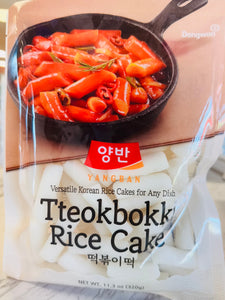 Dongwon
양반
YANGBAN
Versatile Korean Rice Cakes for Any Dish
Tteokbokki
Rice Cake
떡볶이떡
NET WT. 11.3 oz (320g)